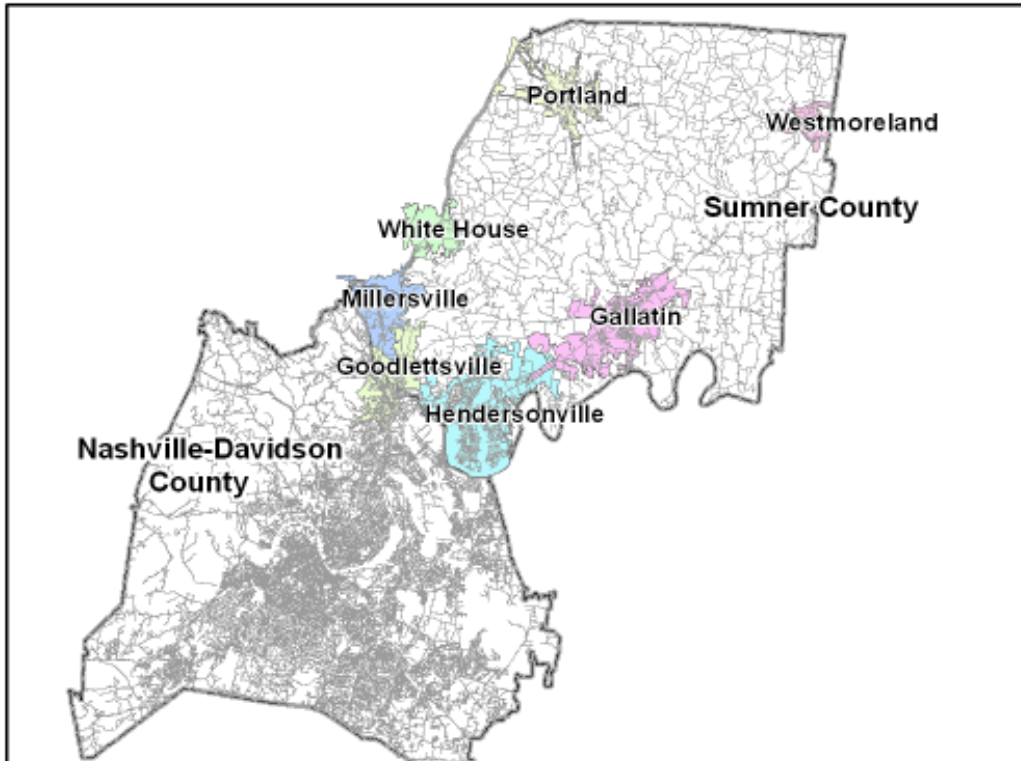 Portland
Westmoreland
Sumner County
White House
Millersville
Gallatin
Goodlettsville
Hendersonville
Nashville-Davidson
County